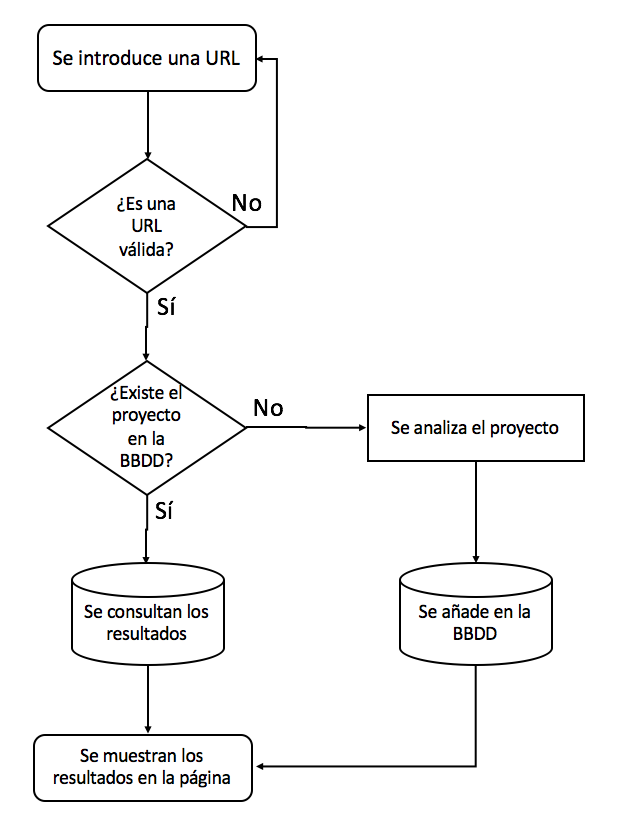 Se introduce una URL
¿Es una
URL
válida?
No
Sí
¿Existe el
proyecto
en la
BBDD?
No
Se analiza el proyecto
Sí
Se consultan los
resultados
Se añade en la
BBDD
Se muestran los
resultados en la página